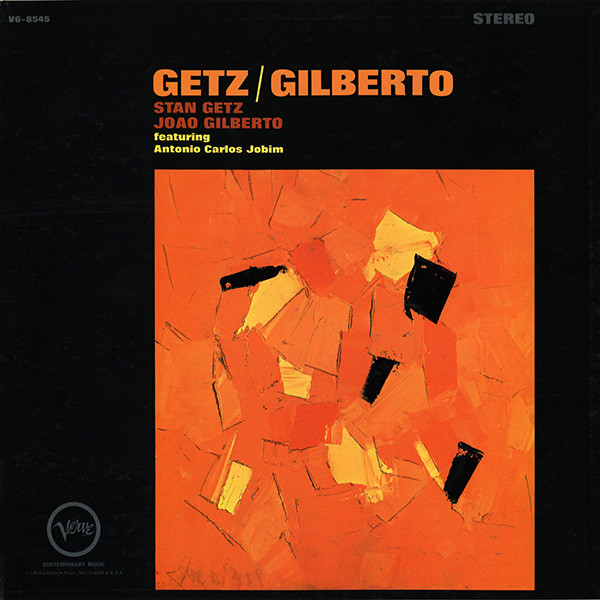 V6-8545
STEREO
GETZ/GILBERTO
STAN GETZ
JOAO GILBERTO
featuring
Antonio Carlos Jobim
Verve
CONTEMPORARY MUSIC